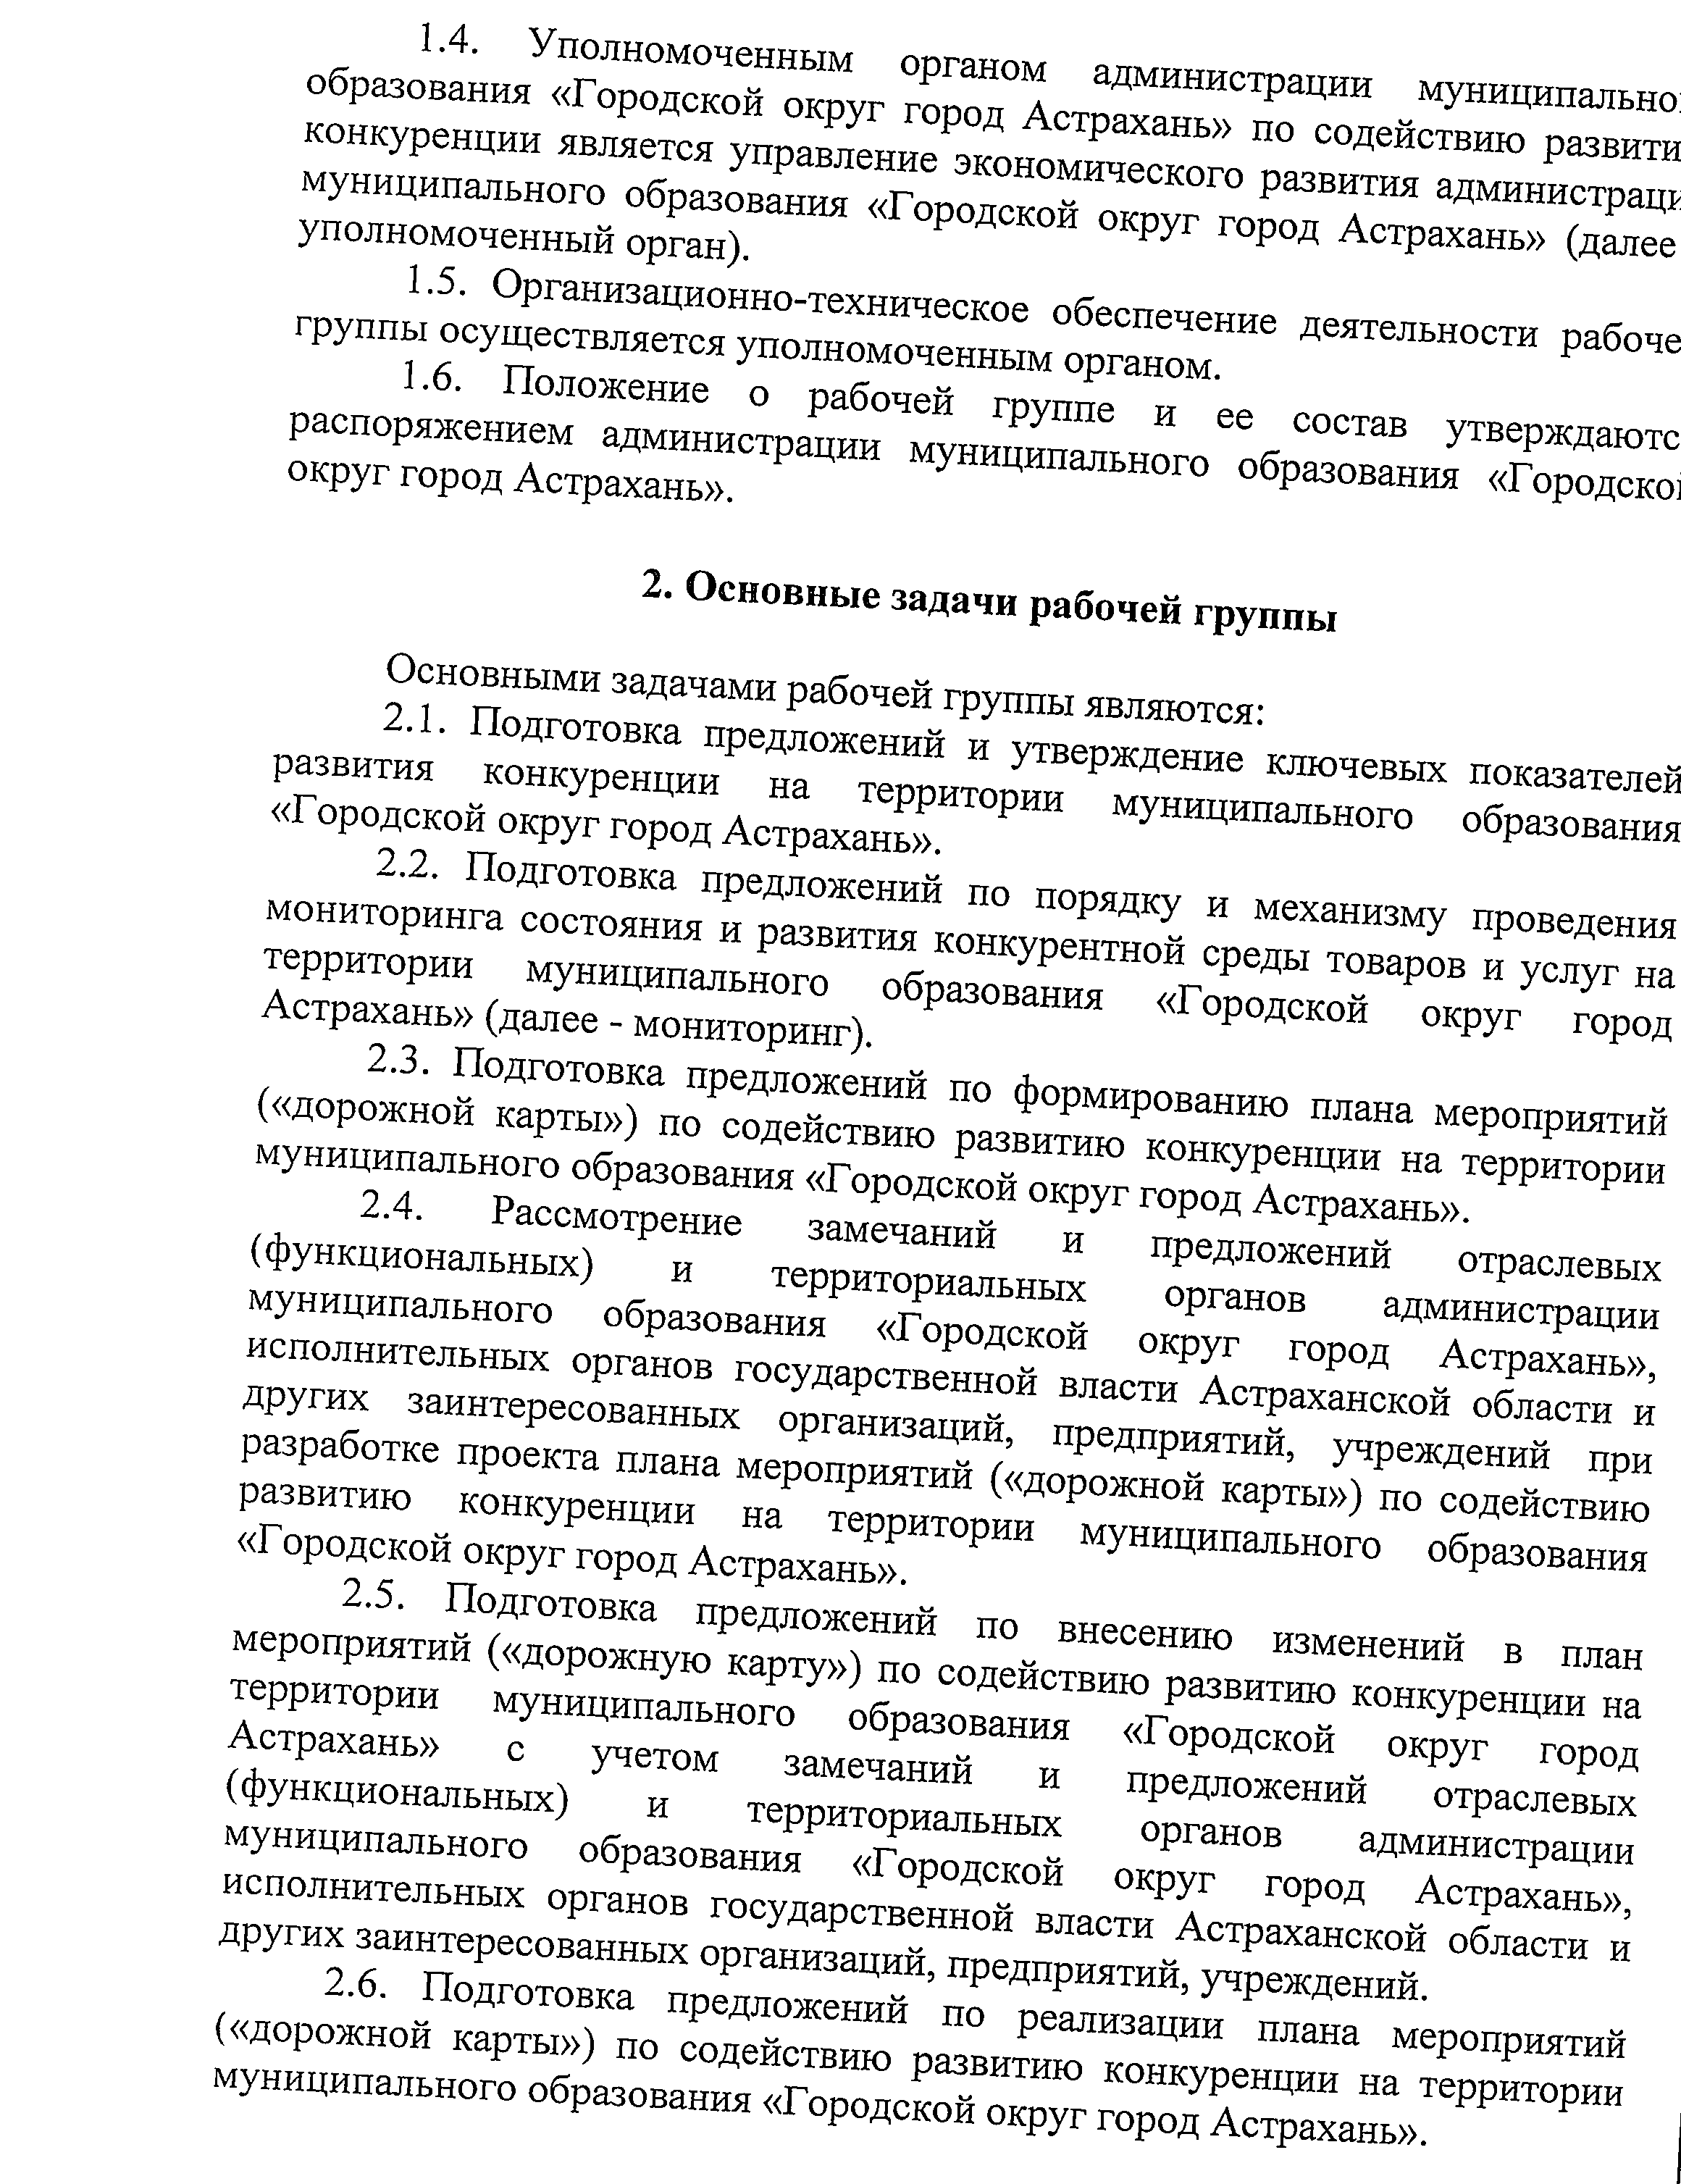 1.4. Уполномоченным органом администрации муниципально
образования «Городской округ город Астрахань» по содействию развити
конкуренции является управление экономического развития администраци
муниципального образования «Городской округ город Астрахань» (далее
уполномоченный орган).
1.5. Организационно-техническое обеспечение деятельности рабоче
группы осуществляется уполномоченным органом.
1.6. Положение о рабочей группе и ее состав утверждаютс
распоряжением администрации муниципального образования «Городской
округ город Астрахань».
2. Основные задачи рабочей группы
Основными задачами рабочей группы являются:
2.1. Подготовка предложений и утверждение ключевых показателей
развития конкуренции на территории муниципального образования
«Городской округ город Астрахань».
2.2. Подготовка предложений по порядку и механизму проведения
мониторинга состояния и развития конкурентной среды товаров и услуг на
территории муниципального образования «Городской округ город
Астрахань» (далее - мониторинг).
2.3. Подготовка предложений по формированию плана мероприятий
(«дорожной карты») по содействию развитию конкуренции на территории
муниципального образования «Городской округ город Астрахань».
2.4. Рассмотрение замечаний и предложений отраслевых
(функциональных) и территориальных органов администрации
муниципального образования «Городской округ город Астрахань»,
исполнительных органов государственной власти Астраханской области и
других заинтересованных организаций, предприятий, учреждений при
разработке проекта плана мероприятий («дорожной карты») по содействию
развитию конкуренции на территории муниципального образования
«Городской округ город Астрахань».
2.5. Подготовка предложений по внесению изменений в план
мероприятий («дорожную карту») по содействию развитию конкуренции на
территории муниципального образования «Городской округ город
Астрахань» с учетом замечаний и предложений отраслевых
(функциональных) и территориальных органов администрации
муниципального образования «Городской округ город Астрахань»,
исполнительных органов государственной власти Астраханской области и
других заинтересованных организаций, предприятий, учреждений.
2.6. Подготовка предложений по реализации плана мероприятий
(«дорожной карты») по содействию развитию конкуренции на территории
муниципального образования «Городской округ город Астрахань».